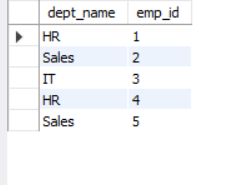 dept_name emp_id
HR 1
Sales 2
IT 3
HR 4
Sales 5